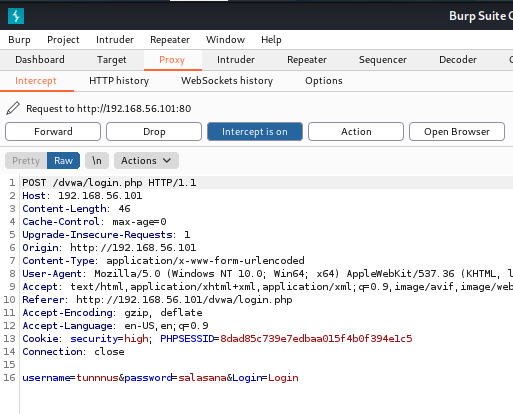 Burp Suite C
Burp Project Intruder Repeater Window Help
Dashboard Target Proxy Intruder Repeater Sequencer Decoder
Intercept HTTP history WebSockets history Options
Request to http://192.168.56.101:80
Forward Drop Intercept is on Action Open Browser
Pretty Raw \n Actions
1 POST /dvwa/login.php HTTP/1.1
2 Host: 192.168.56.101
3 Content-Length: 46
4 Cache-Control: max-age=0
5 Upgrade-Insecure-Requests: 1
6 Origin: http://192.168.56.101
7 Content-Type: application/x-www-form-urlencoded
8 User-Agent: Mozilla/5.0 (Windows NT 10.0; Win64; x64) AppleWebKit/537.36 (KHTML, l
9 Accept: text/html,application/xhtml+xml,application/xml;q=0.9,image/avif,image/web
10 Referer: http://192.168.56.101/dvwa/login.php
11 Accept-Encoding: gzip, deflate
12 Accept-Language: en-US,en;q=0.9
13 Cookie: security=high; PHPSESSID=8dad85c739e7edbaa015f4b0f394e1c5
14 Connection: close
15
16 username=tunnnus&password=salasana&Login=Login